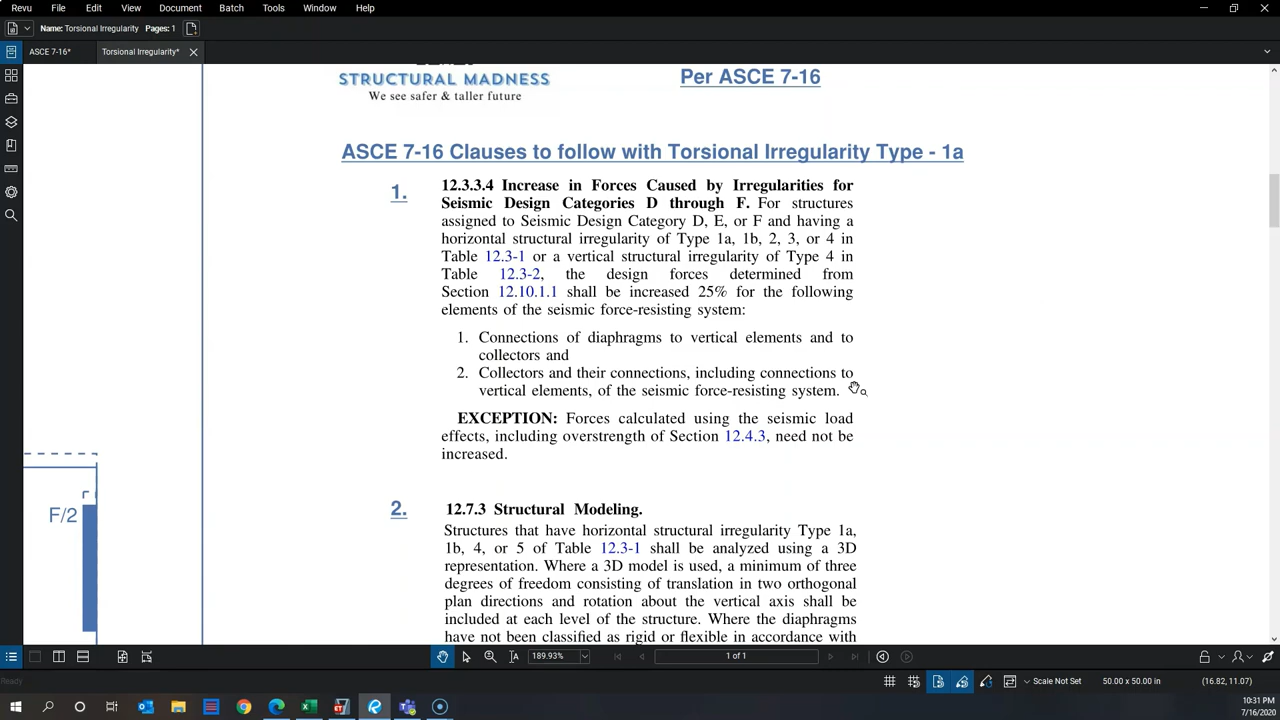 Revu File Edit View Document Batch Tools Window Help
Name: Torsional Irregularity Pages: 1
ASCE 7-16* Torsional Irregularity*
STRUCTURAL MADNESS
We see safer & taller future
Per ASCE 7-16
ASCE 7-16 Clauses to follow with Torsional Irregularity Type - 1a
1. 12.3.3.4 Increase in Forces Caused by Irregularities for
Seismic Design Categories D through F. For structures
assigned to Seismic Design Category D, E, or F and having a
horizontal structural irregularity of Type 1a, 1b, 2, 3, or 4 in
Table 12.3-1 or a vertical structural irregularity of Type 4 in
Table 12.3-2, the design forces determined from
Section 12.10.1.1 shall be increased 25% for the following
elements of the seismic force-resisting system:
1. Connections of diaphragms to vertical elements and to
collectors and
2. Collectors and their connections, including connections to
vertical elements, of the seismic force-resisting system.
EXCEPTION: Forces calculated using the seismic load
effects, including overstrength of Section 12.4.3, need not be
increased.
F/2
2. 12.7.3 Structural Modeling.
Structures that have horizontal structural irregularity Type 1a,
1b, 4, or 5 of Table 12.3-1 shall be analyzed using a 3D
representation. Where a 3D model is used, a minimum of three
degrees of freedom consisting of translation in two orthogonal
plan directions and rotation about the vertical axis shall be
included at each level of the structure. Where the diaphragms
have not been classified as rigid or flexible in accordance with
189.93% 1 of 1
Ready Scale Not Set 50.00 x 50.00 in (16.82, 11.07)
10:31 PM
7/16/2020